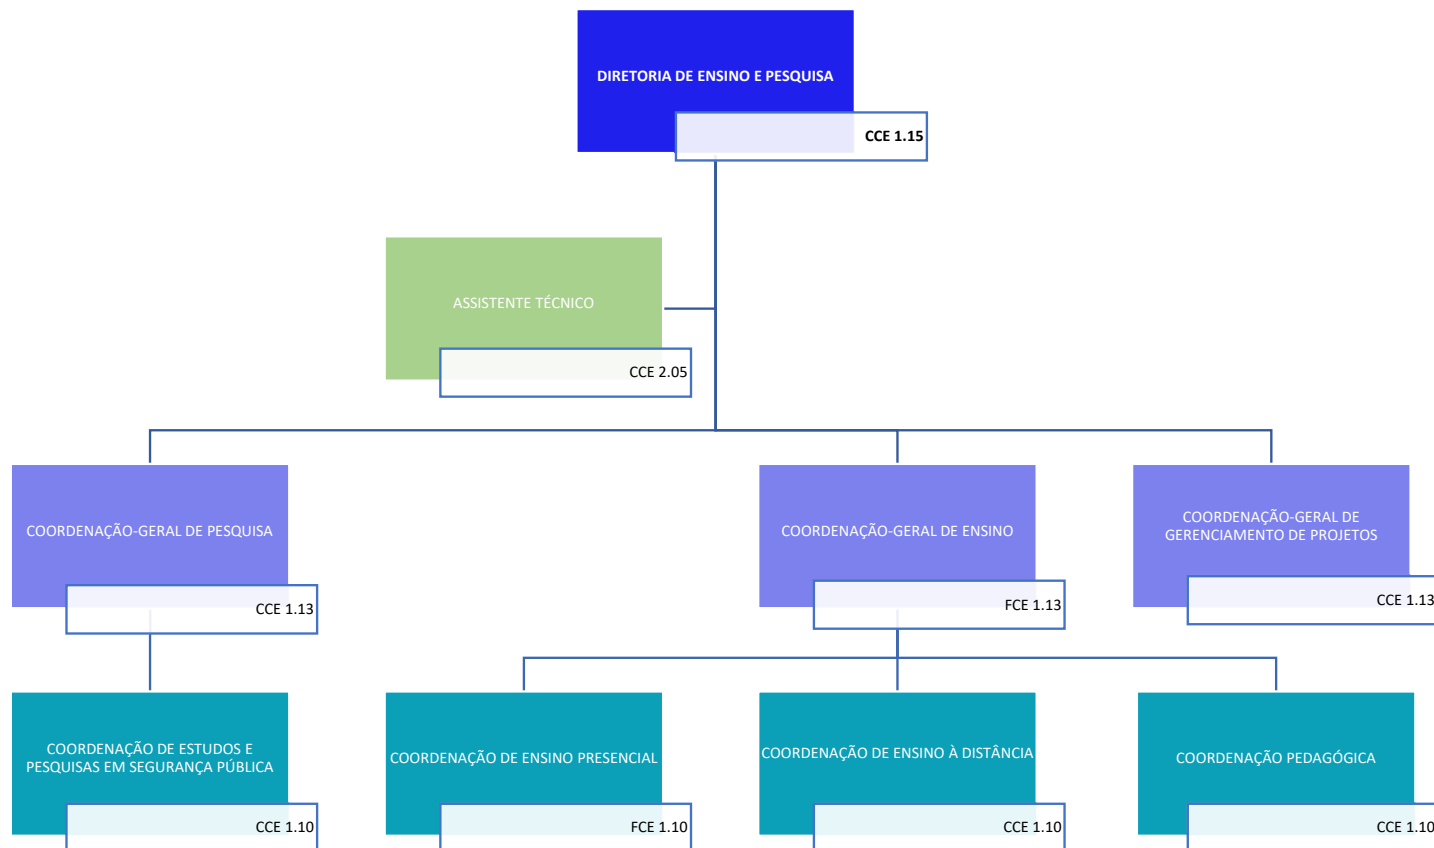 DIRETORIA DE ENSINO E PESQUISA
CCE 1.15
ASSISTENTE TÉCNICO
CCE 2.05
COORDENAÇÃO-GERAL DE PESQUISA
CCE 1.13
COORDENAÇÃO-GERAL DE ENSINO
FCE 1.13
COORDENAÇÃO-GERAL DE
GERENCIAMENTO DE PROJETOS
CCE 1.13
COORDENAÇÃO DE ESTUDOS E
PESQUISAS EM SEGURANÇA PÚBLICA
CCE 1.10
COORDENAÇÃO DE ENSINO PRESENCIAL
FCE 1.10
COORDENAÇÃO DE ENSINO À DISTÂNCIA
CCE 1.10
COORDENAÇÃO PEDAGÓGICA
CCE 1.10